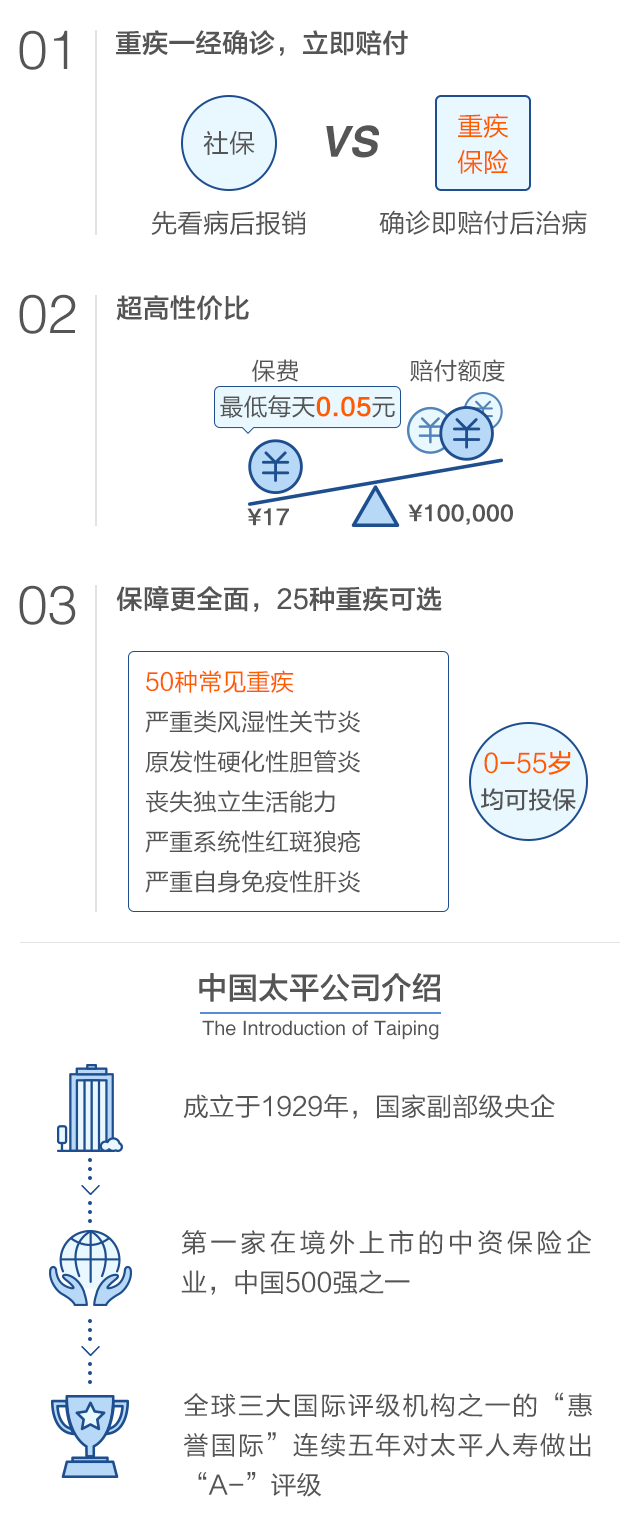 01
重疾一经确诊，立即赔付
社保
VS
重疾
保险
先看病后报销
确诊即赔付后治病
02
超高性价比
保费
赔付额度
最低每天0.05元
¥
¥
¥
¥
¥17
¥100,000
03
保障更全面，25种重疾可选
50种常见重疾
严重类风湿性关节炎
原发性硬化性胆管炎
丧失独立生活能力
严重系统性红斑狼疮
严重自身免疫性肝炎
0-55岁
均可投保
中国太平公司介绍
The Introduction of Taiping
成立于1929年，国家副部级央企
第一家在境外上市的中资保险企
业，中国500强之一
全球三大国际评级机构之一的“惠
誉国际”连续五年对太平人寿做出
“A-”评级